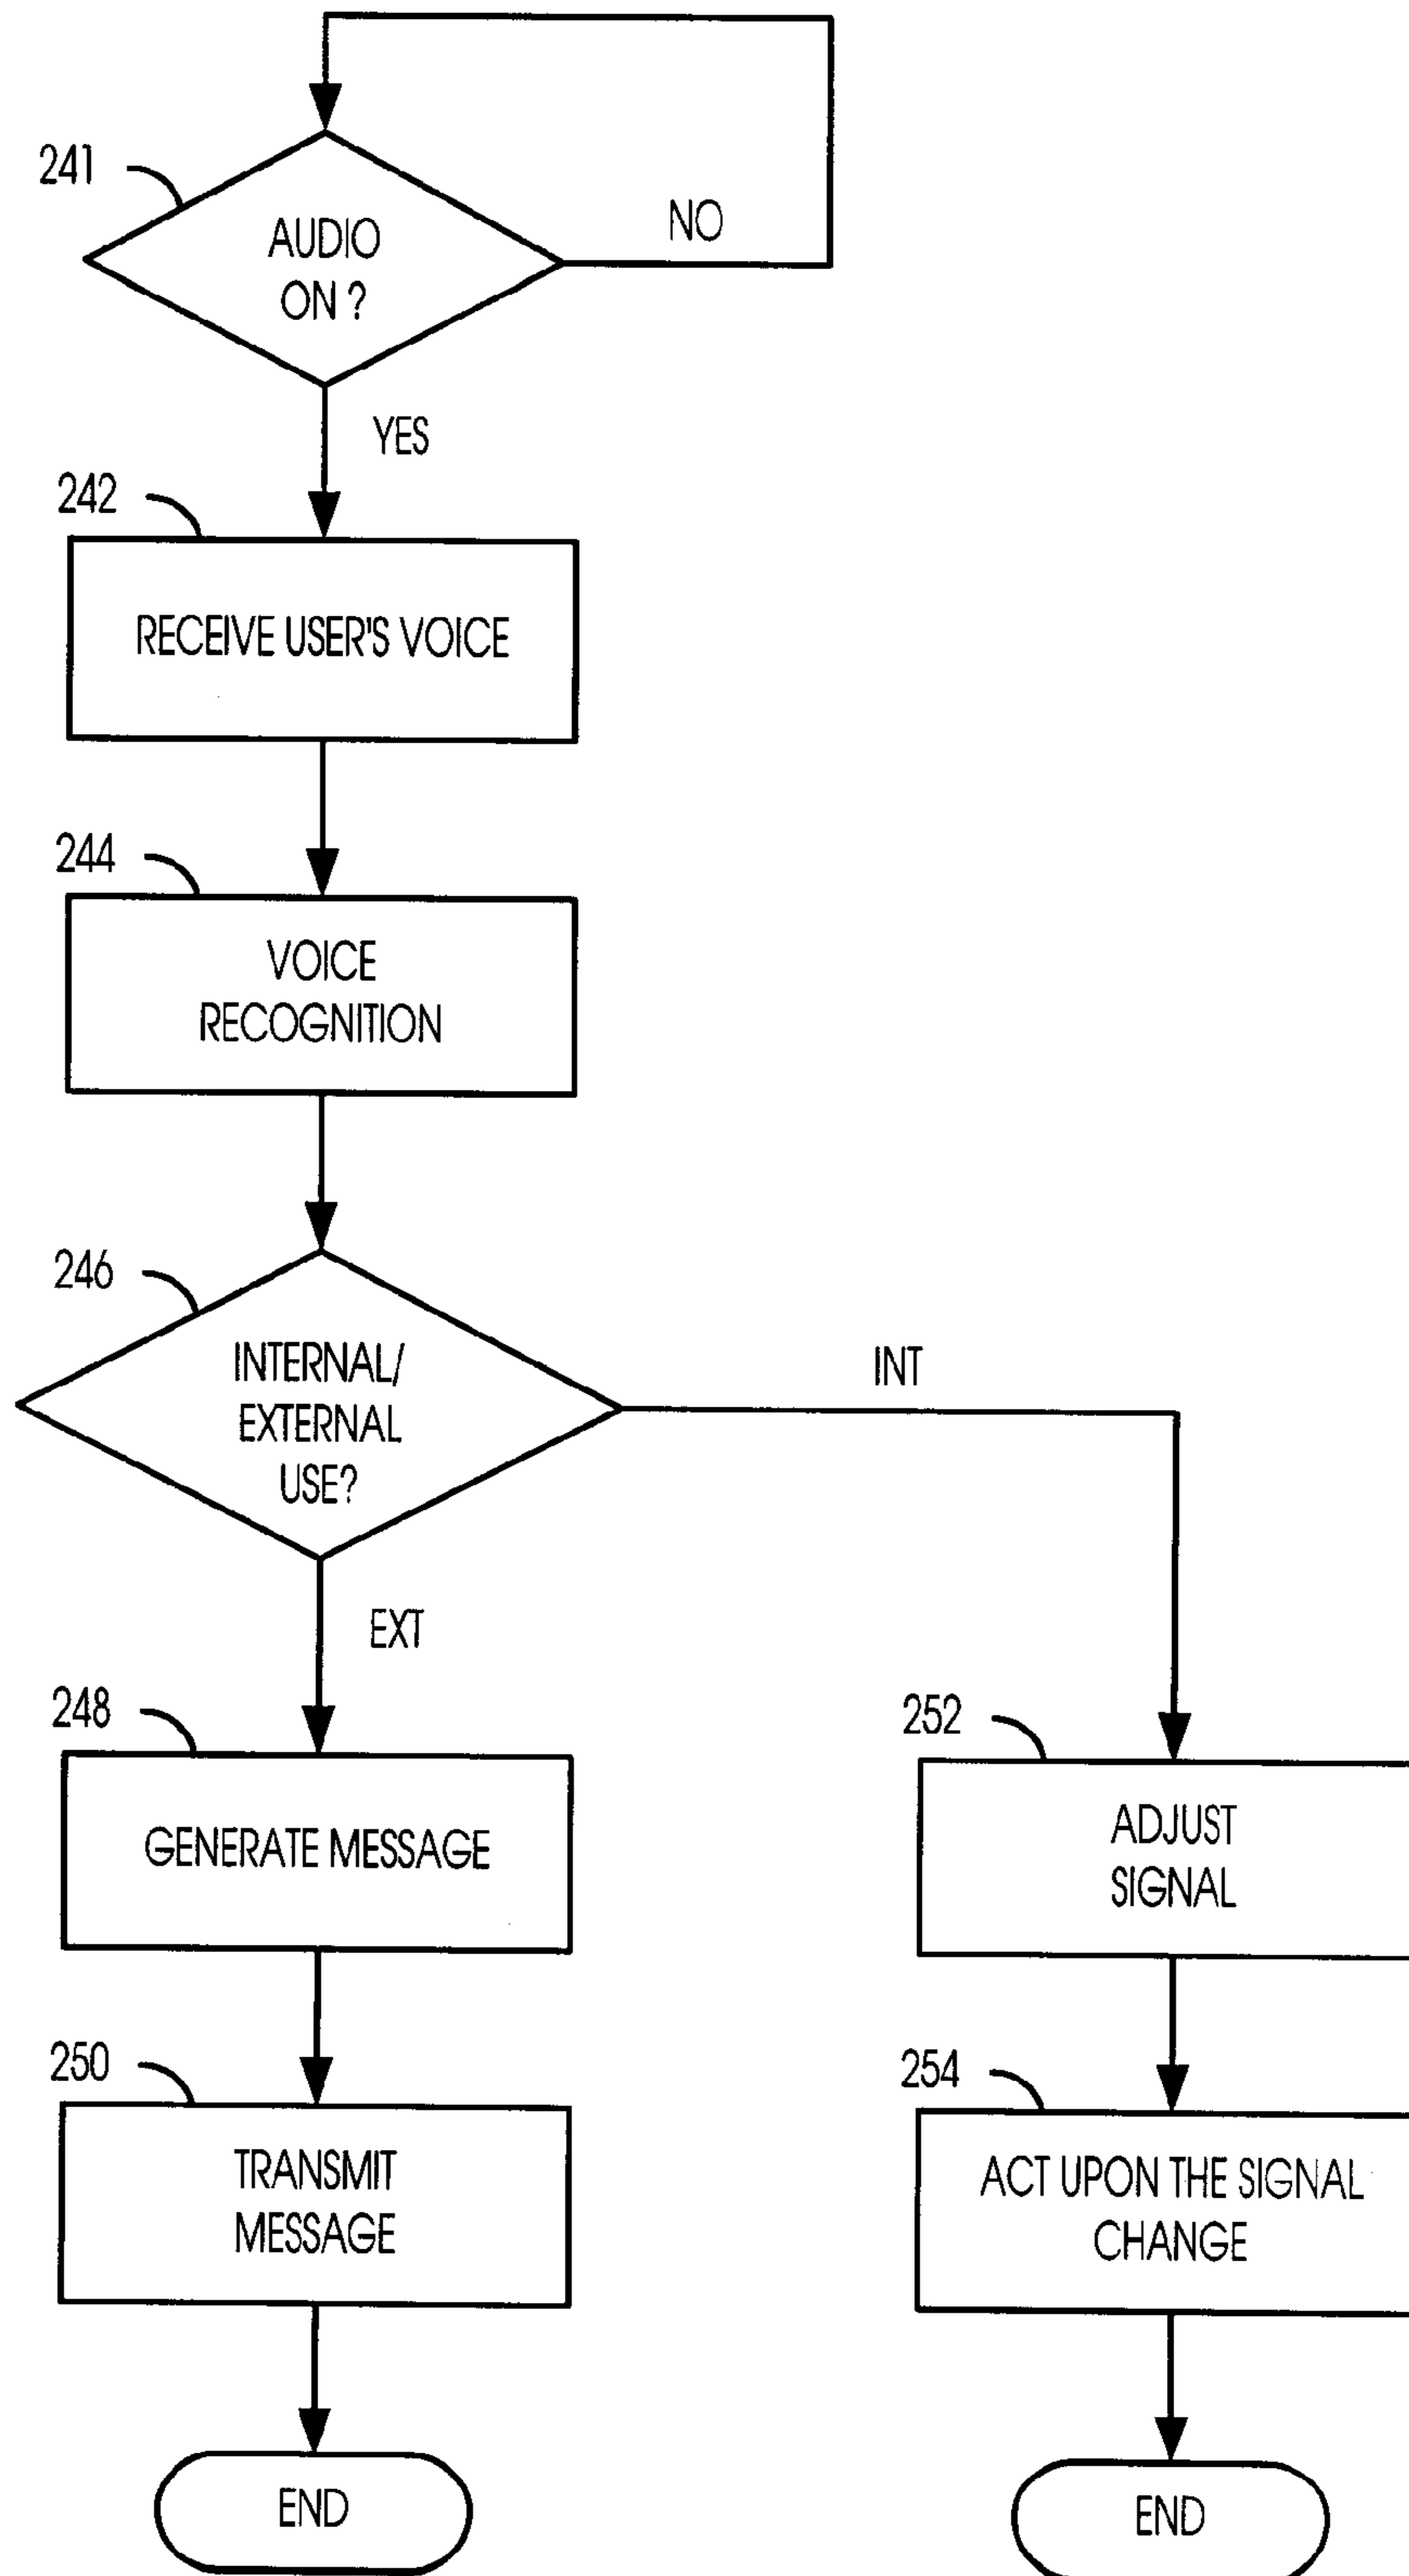 241
AUDIO
ON ?
NO
YES
242
RECEIVE USER'S VOICE
244
VOICE
RECOGNITION
246
INTERNAL/
EXTERNAL
USE?
INT
EXT
248
GENERATE MESSAGE
252
ADJUST
SIGNAL
250
TRANSMIT
MESSAGE
254
ACT UPON THE SIGNAL
CHANGE
END
END